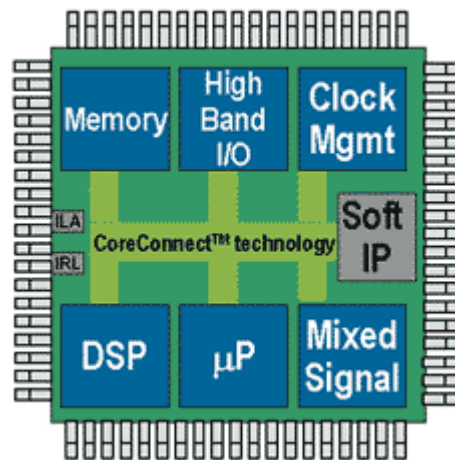 Memory
High
Band
I/O
Clock
Mgmt
ILA
IRL
CoreConnect™ technology
Soft
IP
DSP
µP
Mixed
Signal